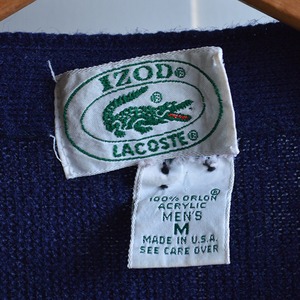 IZOD®
LACOSTE®
100% ORLON®
ACRYLIC
MEN'S
M
MADE IN U.S.A.
SEE CARE OVER